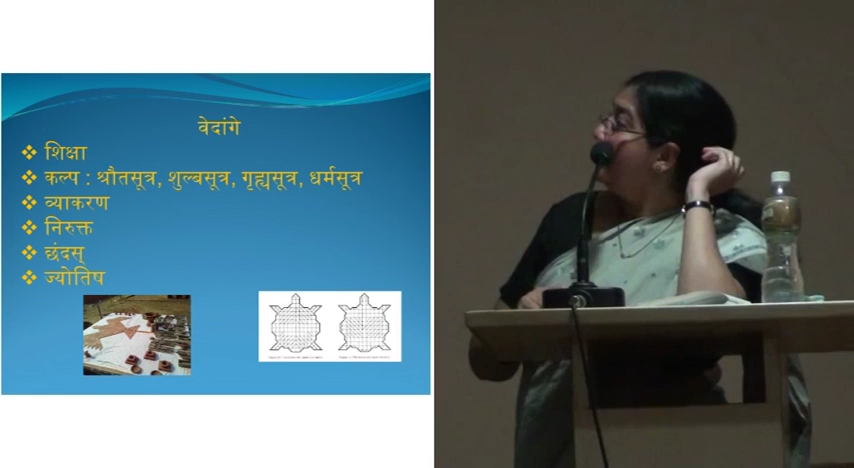 वेदांगे
❖ शिक्षा
❖ कल्प : श्रौतसूत्र, शुल्बसूत्र, गृह्यसूत्र, धर्मसूत्र
❖ व्याकरण
❖ निरुक्त
❖ छंदस्
❖ ज्योतिष